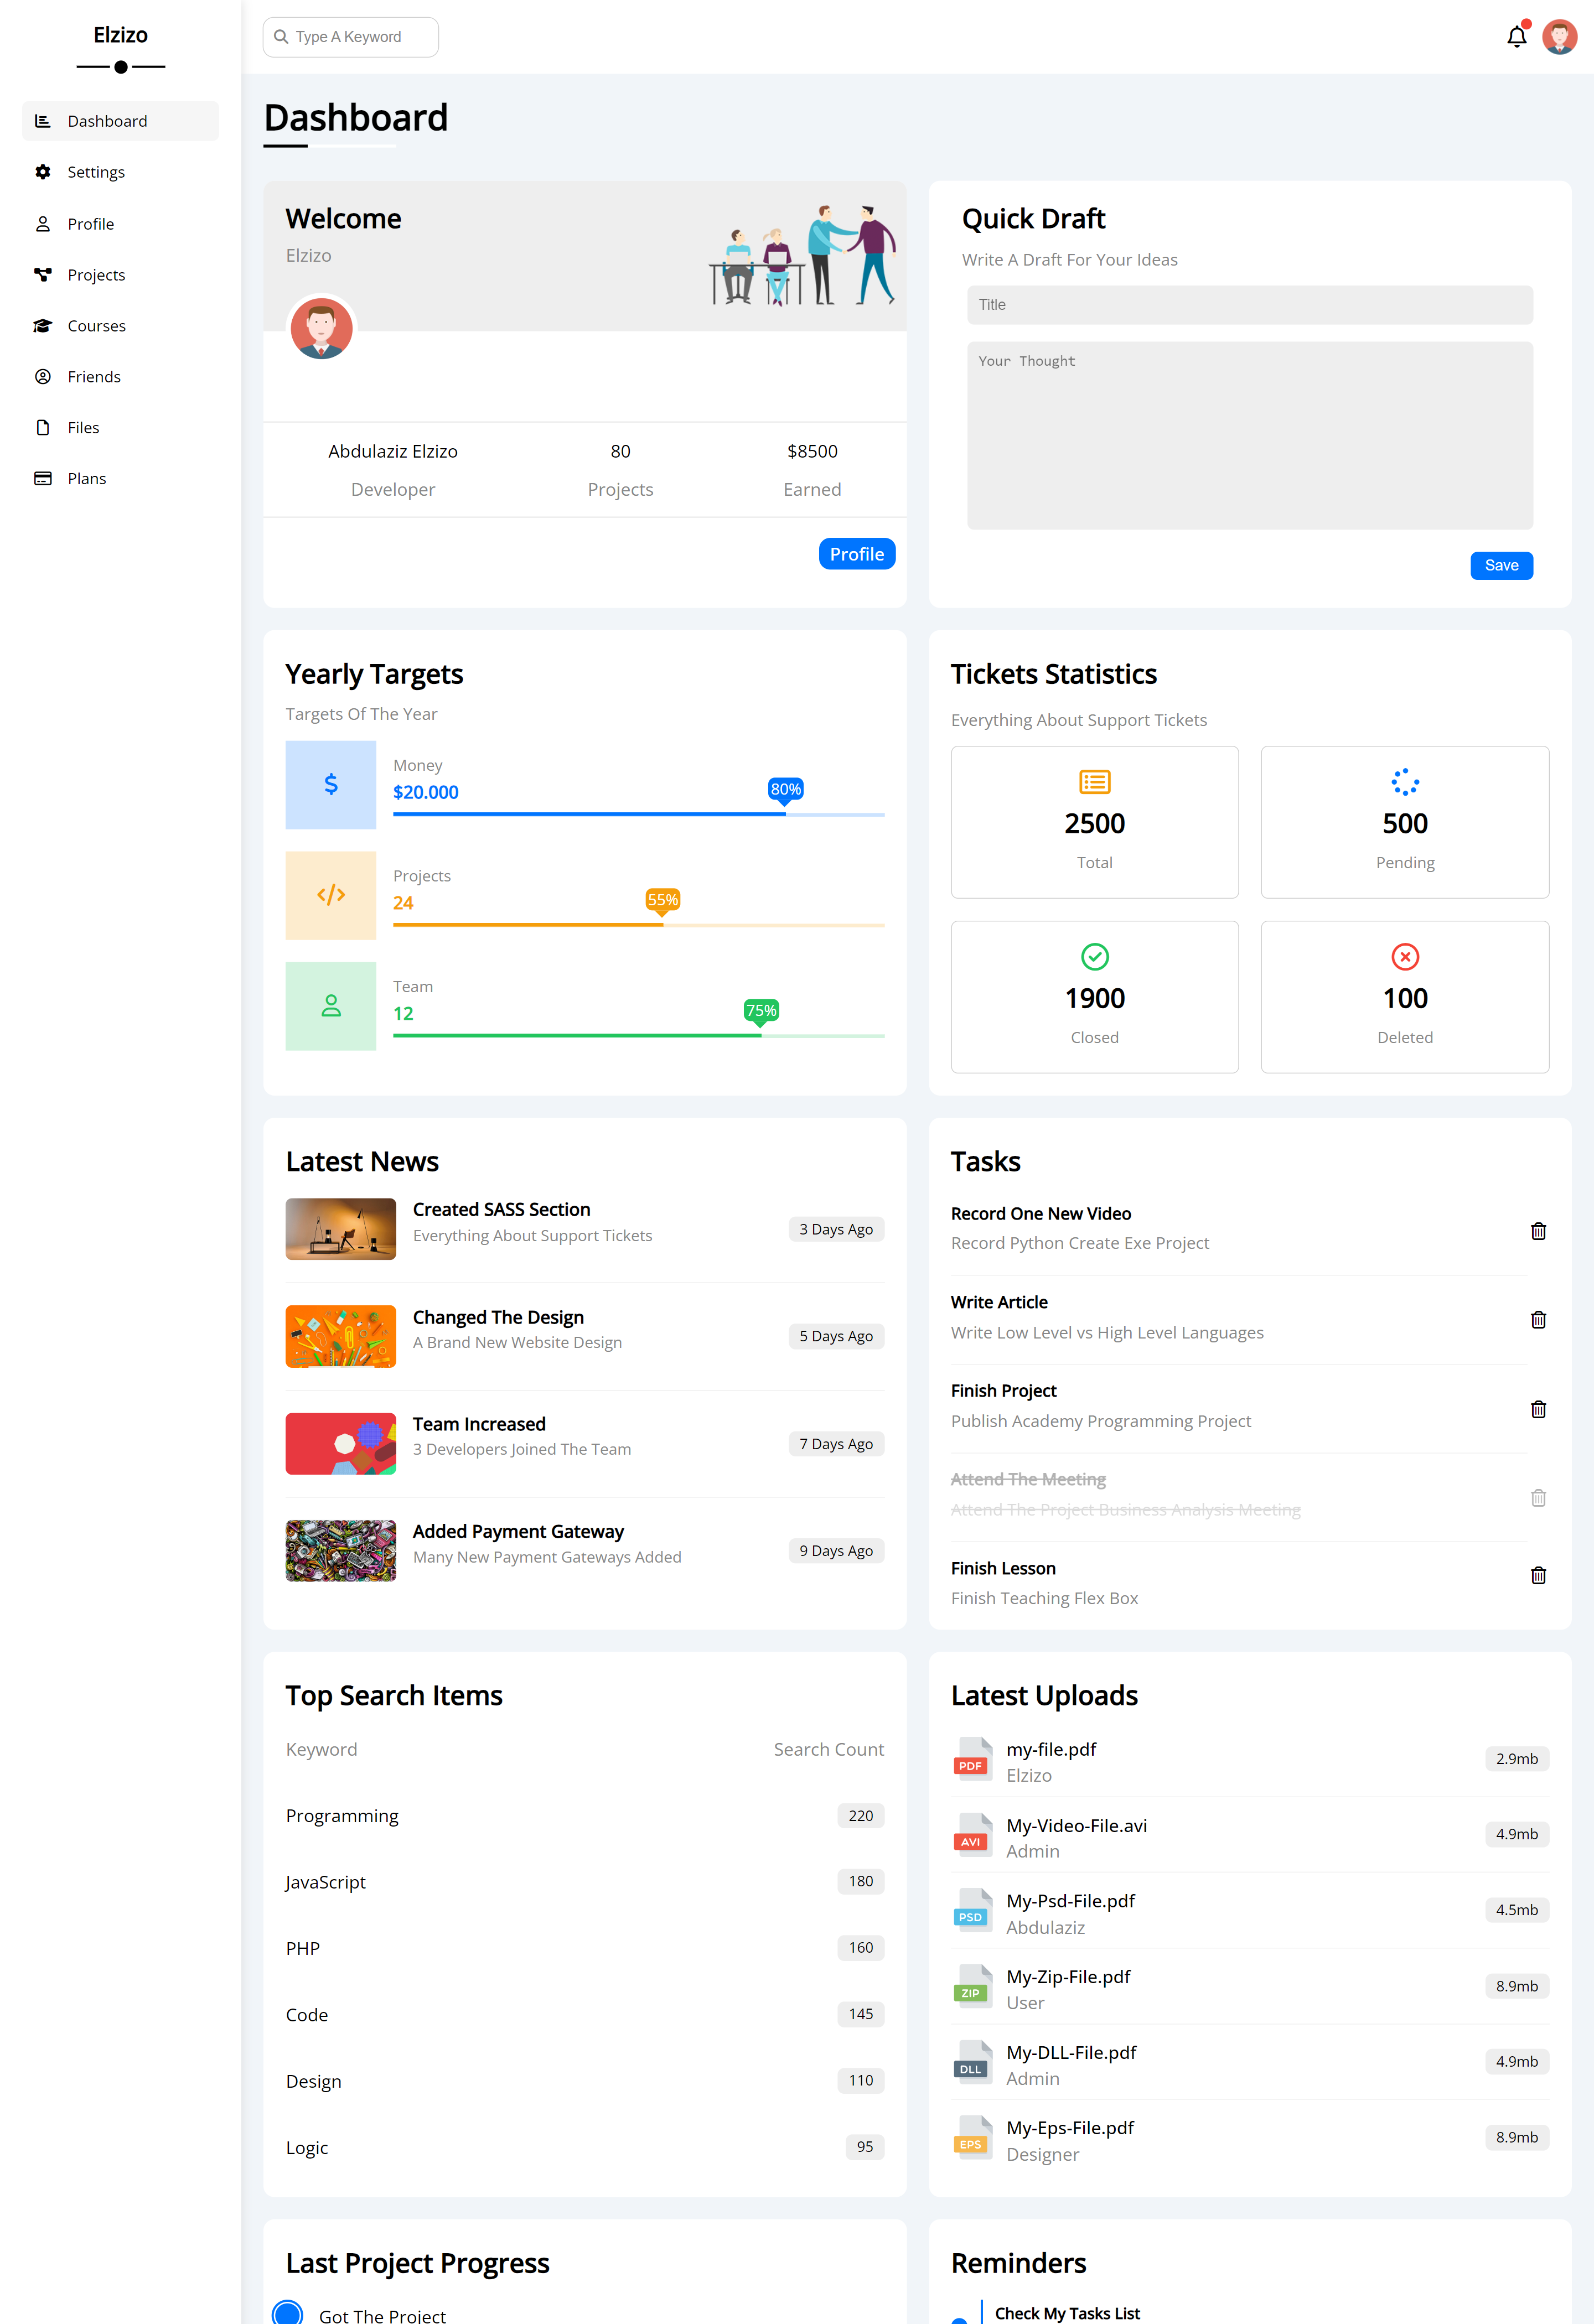 Elzizo
Dashboard
Settings
Profile
Projects
Courses
Friends
Files
Plans
Type A Keyword
Dashboard
Welcome
Elzizo
Abdulaziz Elzizo
Developer
80
Projects
$8500
Earned
Profile
Quick Draft
Write A Draft For Your Ideas
Title
Your Thought
Save
Yearly Targets
Targets Of The Year
Money
$20.000
80%
Projects
24
55%
Team
12
75%
Tickets Statistics
Everything About Support Tickets
2500
Total
500
Pending
1900
Closed
100
Deleted
Latest News
Created SASS Section
Everything About Support Tickets
3 Days Ago
Changed The Design
A Brand New Website Design
5 Days Ago
Team Increased
3 Developers Joined The Team
7 Days Ago
Added Payment Gateway
Many New Payment Gateways Added
9 Days Ago
Tasks
Record One New Video
Record Python Create Exe Project
Write Article
Write Low Level vs High Level Languages
Finish Project
Publish Academy Programming Project
Attend The Meeting
Attend The Project Business Analysis Meeting
Finish Lesson
Finish Teaching Flex Box
Top Search Items
Keyword Search Count
Programming 220
JavaScript 180
PHP 160
Code 145
Design 110
Logic 95
Latest Uploads
PDF
my-file.pdf
Elzizo
2.9mb
AVI
My-Video-File.avi
Admin
4.9mb
PSD
My-Psd-File.pdf
Abdulaziz
4.5mb
ZIP
My-Zip-File.pdf
User
8.9mb
DLL
My-DLL-File.pdf
Admin
4.9mb
EPS
My-Eps-File.pdf
Designer
8.9mb
Last Project Progress
Got The Project
Reminders
Check My Tasks List